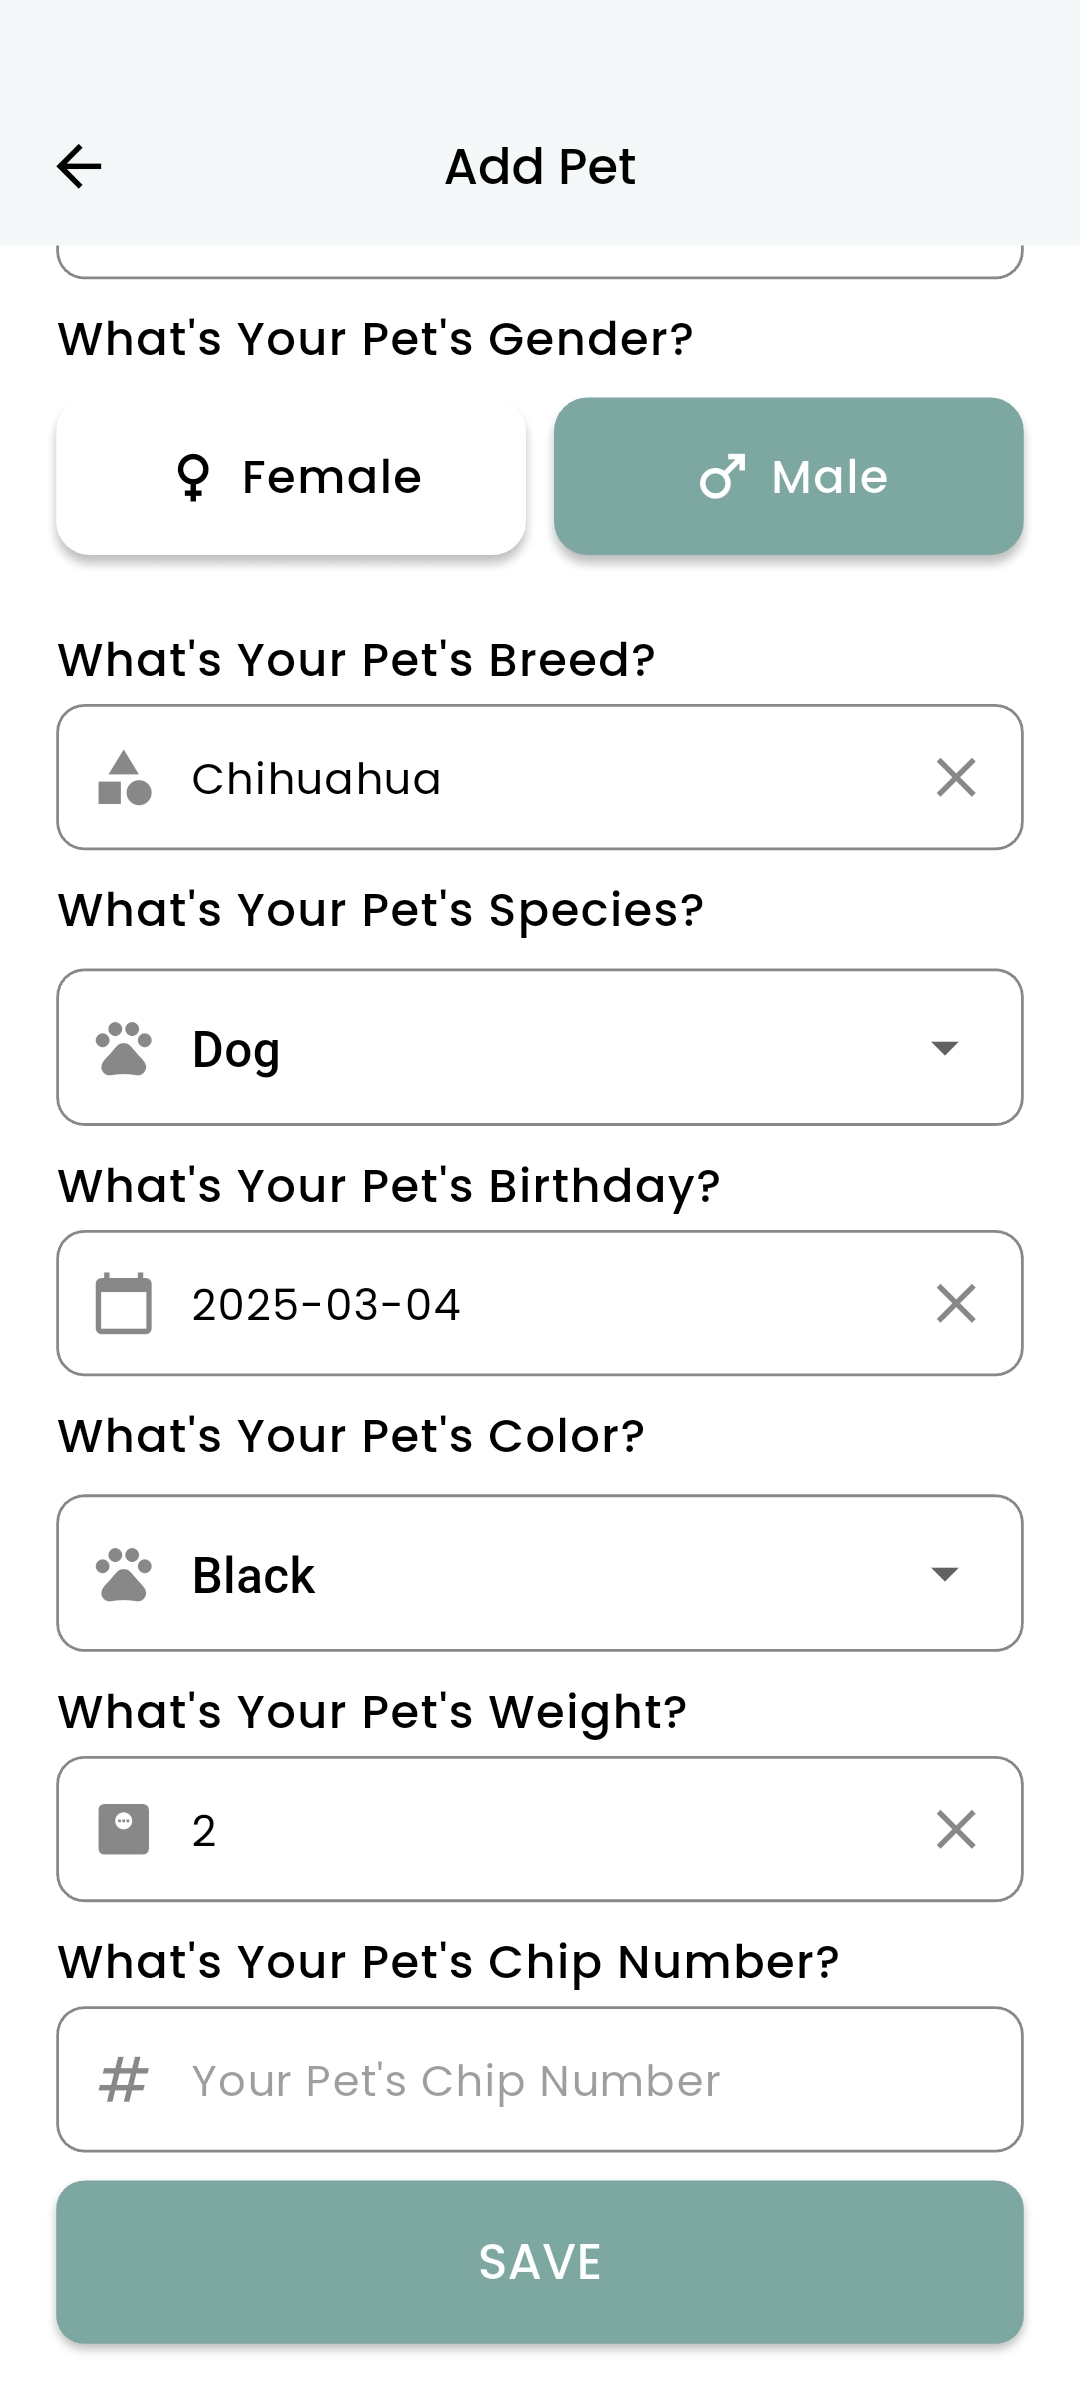 Add Pet
What's Your Pet's Gender?
Female
Male
What's Your Pet's Breed?
Chihuahua
What's Your Pet's Species?
Dog
What's Your Pet's Birthday?
2025-03-04
What's Your Pet's Color?
Black
What's Your Pet's Weight?
2
What's Your Pet's Chip Number?
# Your Pet's Chip Number
SAVE